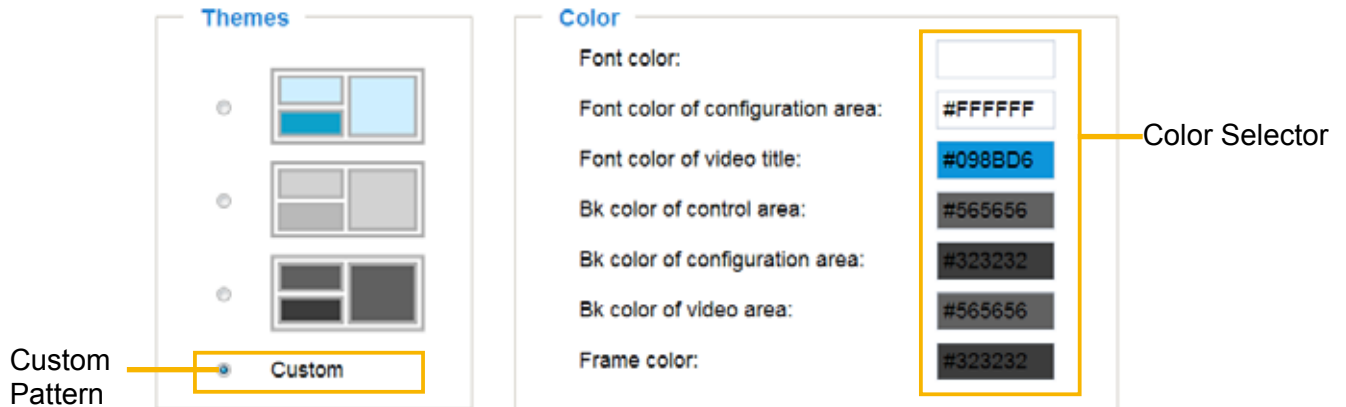 Themes
Custom
Custom
Pattern
Color
Font color:
Font color of configuration area: #FFFFFF
Font color of video title: #098BD6
Bk color of control area: #565656
Bk color of configuration area: #323232
Bk color of video area: #565656
Frame color: #323232
Color Selector